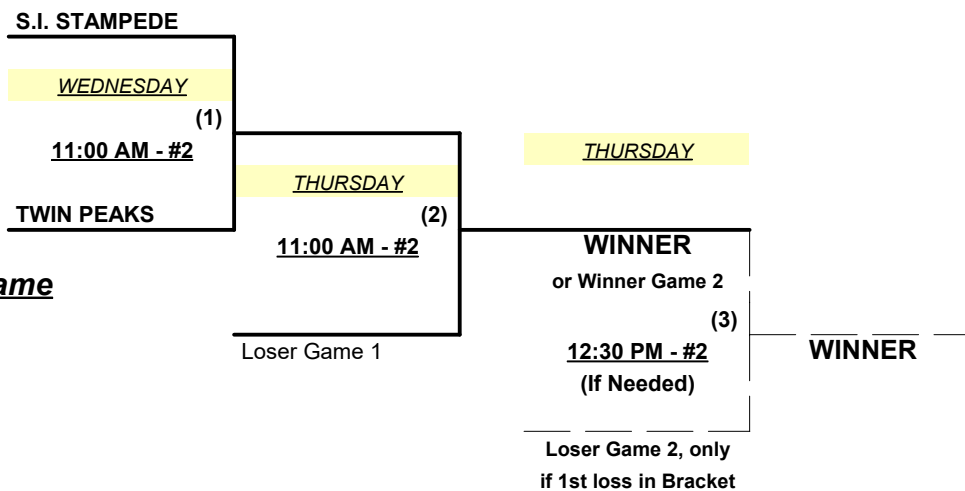 S.I. STAMPEDE
WEDNESDAY
(1)
11:00 AM - #2
TWIN PEAKS
THURSDAY
(2)
11:00 AM - #2
Loser Game 1
THURSDAY
WINNER
or Winner Game 2
(3)
12:30 PM - #2
(If Needed)
Loser Game 2, only
if 1st loss in Bracket
WINNER